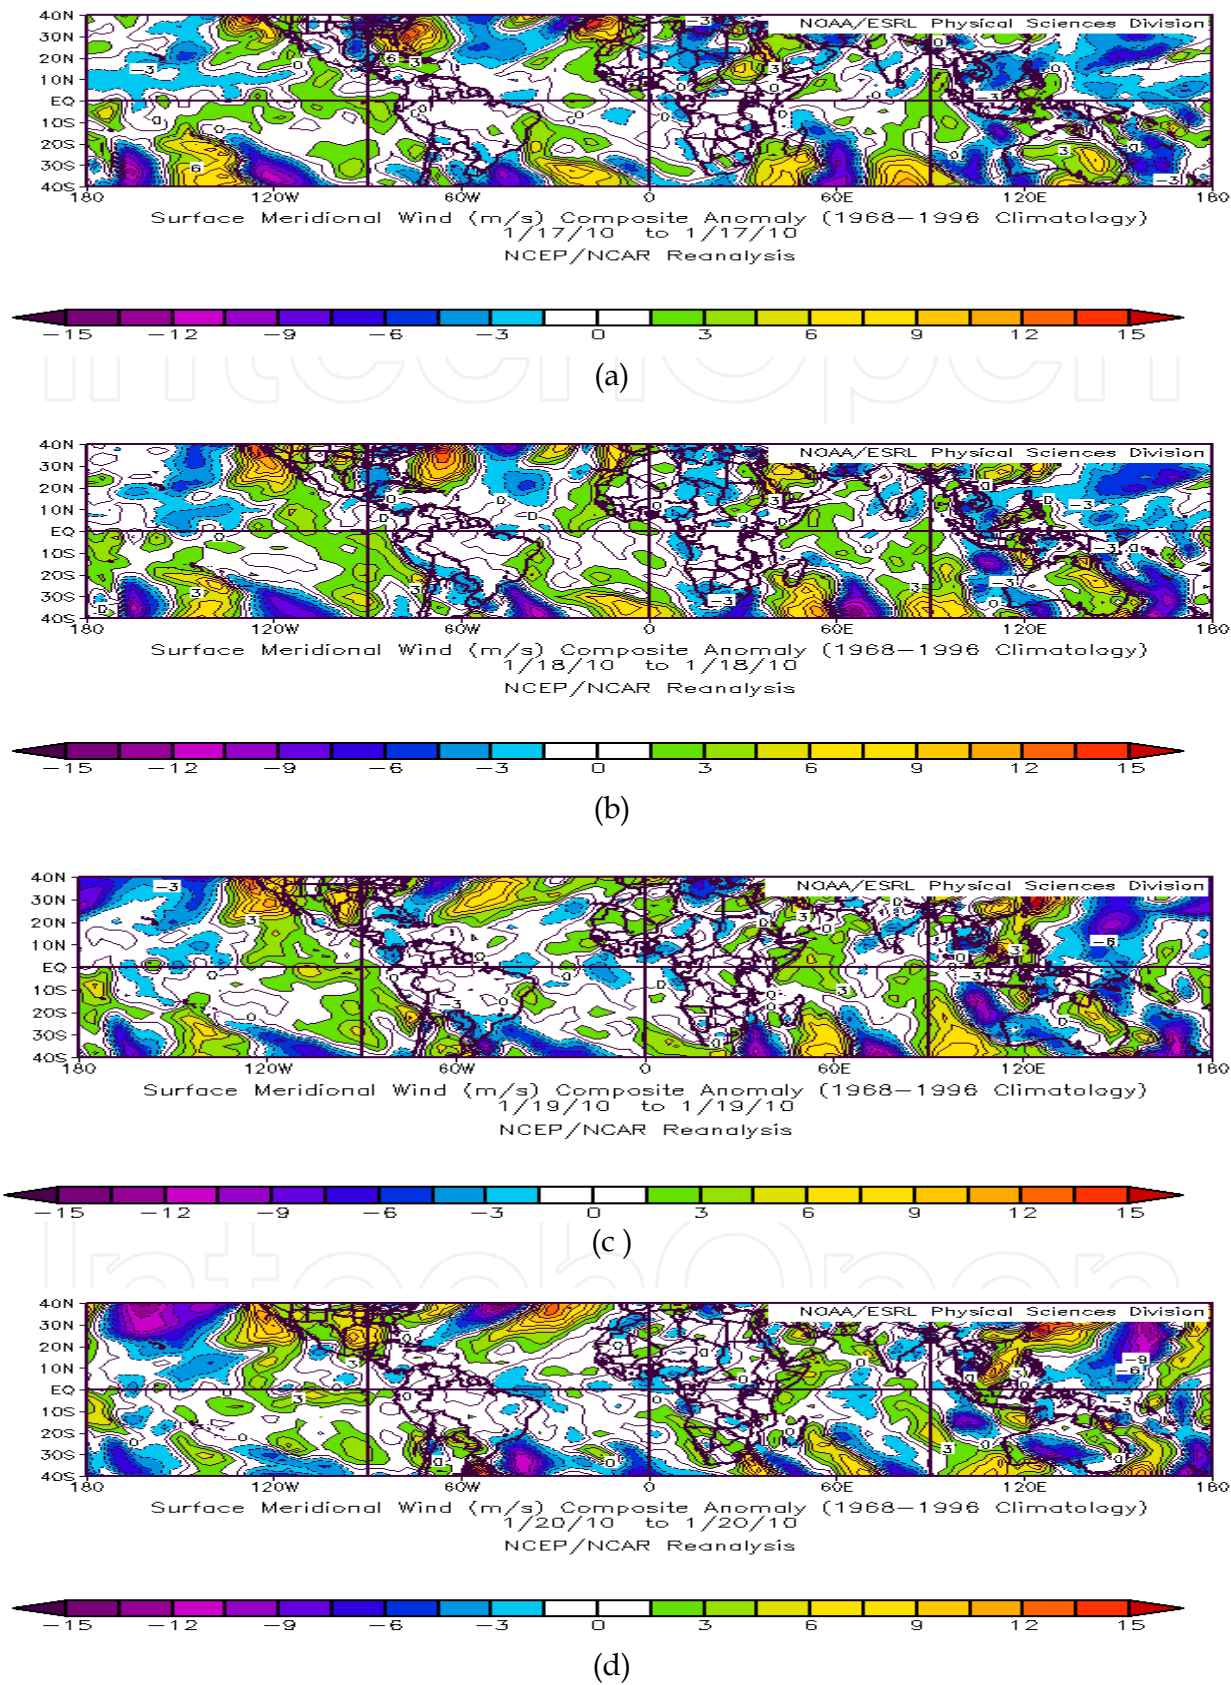 40N
30N
20N
10N
EQ
10S
20S
30S
40S
NOAA/ESRL Physical Sciences Division
180 120W 60W 0 60E 120E 180
Surface Meridional Wind (m/s) Composite Anomaly (1968-1996 Climatology)
1/17/10 to 1/17/10
NCEP/NCAR Reanalysis
-15 -12 -9 -6 -3 0 3 6 9 12 15
(a)
40N
30N
20N
10N
EQ
10S
20S
30S
40S
NOAA/ESRL Physical Sciences Division
180 120W 60W 0 60E 120E 180
Surface Meridional Wind (m/s) Composite Anomaly (1968-1996 Climatology)
1/18/10 to 1/18/10
NCEP/NCAR Reanalysis
-15 -12 -9 -6 -3 0 3 6 9 12 15
(b)
40N
30N
20N
10N
EQ
10S
20S
30S
40S
NOAA/ESRL Physical Sciences Division
180 120W 60W 0 60E 120E 180
Surface Meridional Wind (m/s) Composite Anomaly (1968-1996 Climatology)
1/19/10 to 1/19/10
NCEP/NCAR Reanalysis
-15 -12 -9 -6 -3 0 3 6 9 12 15
(c )
IntechOpen
40N
30N
20N
10N
EQ
10S
20S
30S
40S
NOAA/ESRL Physical Sciences Division
180 120W 60W 0 60E 120E 180
Surface Meridional Wind (m/s) Composite Anomaly (1968-1996 Climatology)
1/20/10 to 1/20/10
NCEP/NCAR Reanalysis
-15 -12 -9 -6 -3 0 3 6 9 12 15
(d)